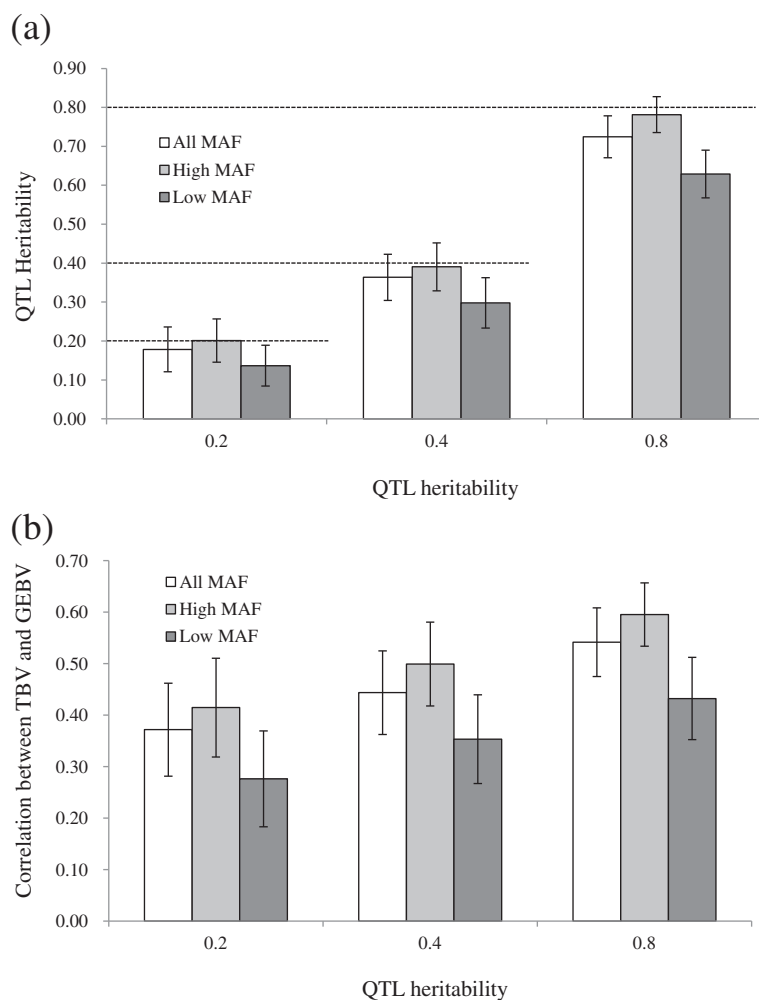 (a)
QTL Heritability
0.90
0.80
0.70
0.60
0.50
0.40
0.30
0.20
0.10
0.00
All MAF
High MAF
Low MAF
0.2
0.4
0.8
QTL heritability
(b)
Correlation between TBV and GEBV
0.70
0.60
0.50
0.40
0.30
0.20
0.10
0.00
All MAF
High MAF
Low MAF
0.2
0.4
0.8
QTL heritability